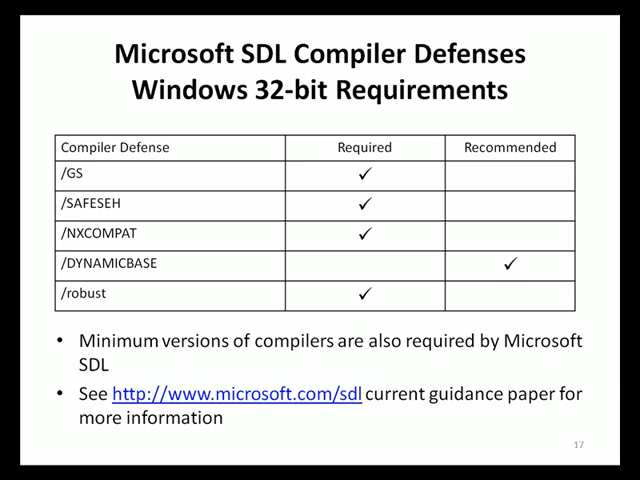 Microsoft SDL Compiler Defenses
Windows 32-bit Requirements
Compiler Defense Required Recommended
/GS ✓
/SAFESEH ✓
/NXCOMPAT ✓
/DYNAMICBASE ✓
/robust ✓
• Minimum versions of compilers are also required by Microsoft
SDL
• See http://www.microsoft.com/sdl current guidance paper for
more information
17